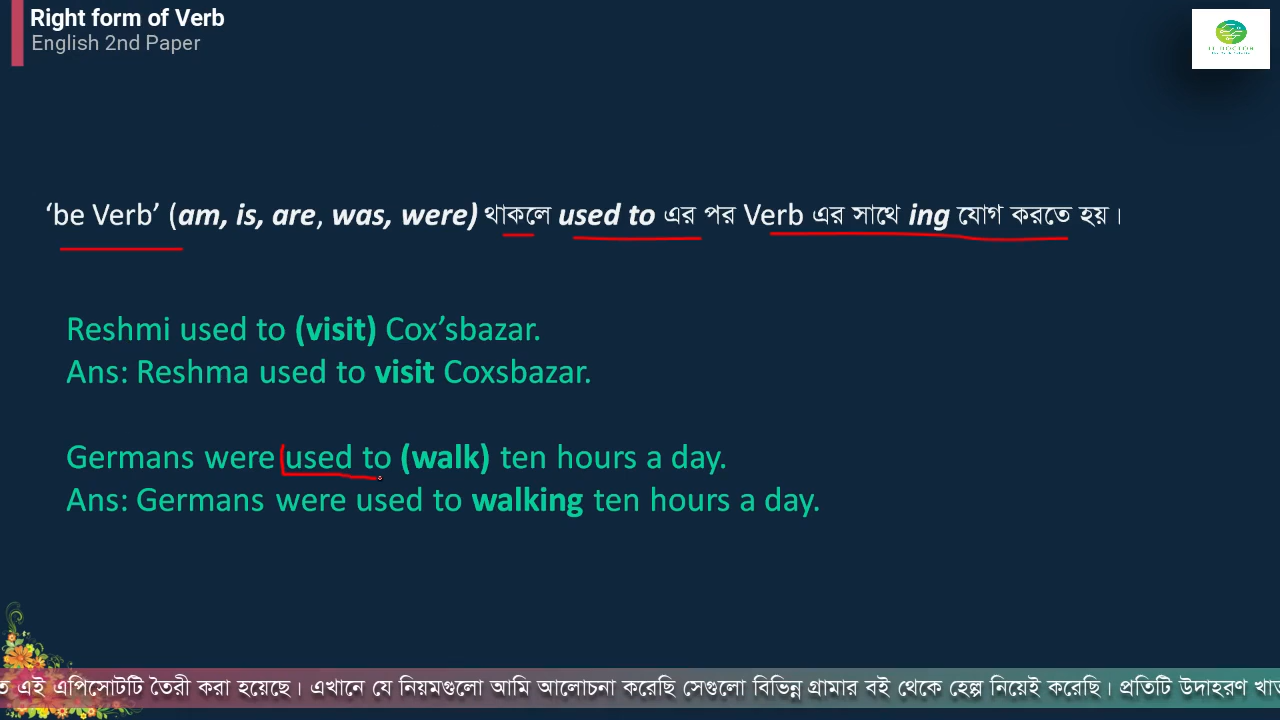 Right form of Verb
English 2nd Paper
‘be Verb’ (am, is, are, was, were) থাকলে used to এর পর Verb এর সাথে ing যোগ করতে হয়।
Reshmi used to (visit) Cox’sbazar.
Ans: Reshma used to visit Coxsbazar.
Germans were used to (walk) ten hours a day.
Ans: Germans were used to walking ten hours a day.
ত এই এপিসোটটি তৈরী করা হয়েছে। এখানে যে নিয়মগুলো আমি আলোচনা করেছি সেগুলো বিভিন্ন গ্রামার বই থেকে হেল্প নিয়েই করেছি। প্রতিটি উদাহরণ